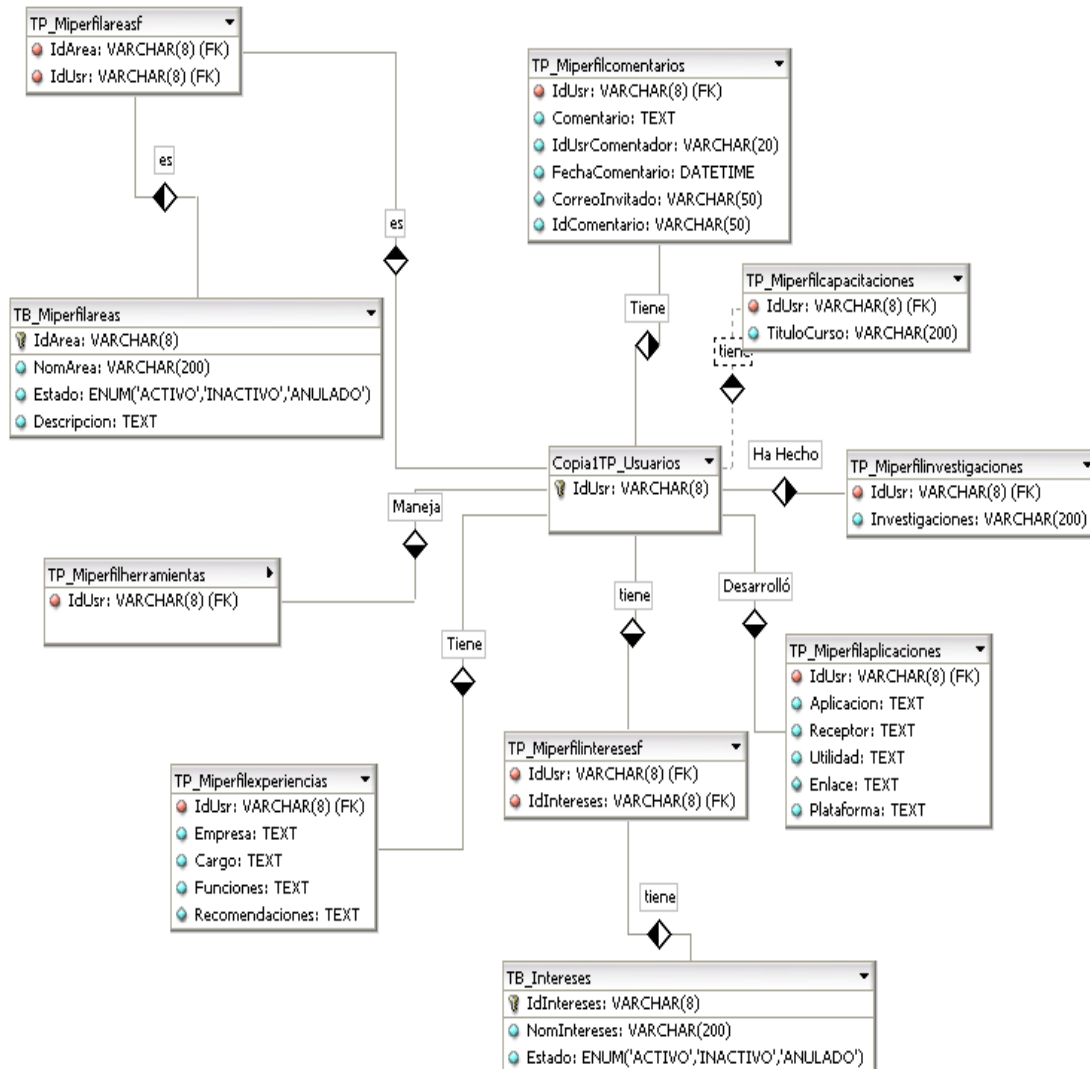 TP_Miperfilareasf
IdArea: VARCHAR(8) (FK)
IdUsr: VARCHAR(8) (FK)
es
es
TP_Miperfilcomentarios
IdUsr: VARCHAR(8) (FK)
Comentario: TEXT
IdUsrComentador: VARCHAR(20)
FechaComentario: DATETIME
CorreoInvitado: VARCHAR(50)
IdComentario: VARCHAR(50)
Tiene
TP_Miperfilcapacitaciones
IdUsr: VARCHAR(8) (FK)
TituloCurso: VARCHAR(200)
tiene
TB_Miperfilareas
IdArea: VARCHAR(8)
NomArea: VARCHAR(200)
Estado: ENUM('ACTIVO','INACTIVO','ANULADO')
Descripcion: TEXT
Copia1TP_Usuarios
IdUsr: VARCHAR(8)
Ha Hecho
TP_Miperfilinvestigaciones
IdUsr: VARCHAR(8) (FK)
Investigaciones: VARCHAR(200)
Maneja
TP_Miperfilherramientas
IdUsr: VARCHAR(8) (FK)
Tiene
tiene
Desarrolló
TP_Miperfilaplicaciones
IdUsr: VARCHAR(8) (FK)
Aplicacion: TEXT
Receptor: TEXT
Utilidad: TEXT
Enlace: TEXT
Plataforma: TEXT
TP_Miperfilinteresesf
IdUsr: VARCHAR(8) (FK)
IdIntereses: VARCHAR(8) (FK)
TP_Miperfilexperiencias
IdUsr: VARCHAR(8) (FK)
Empresa: TEXT
Cargo: TEXT
Funciones: TEXT
Recomendaciones: TEXT
tiene
TB_Intereses
IdIntereses: VARCHAR(8)
NomIntereses: VARCHAR(200)
Estado: ENUM('ACTIVO','INACTIVO','ANULADO')